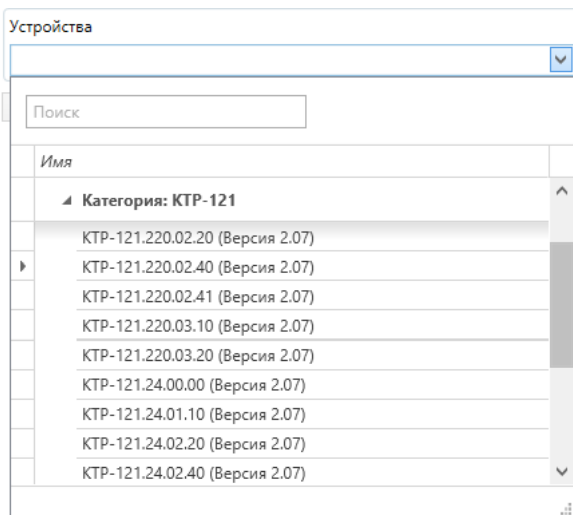 Устройства
Поиск
Имя
Категория: КТР-121
КТР-121.220.02.20 (Версия 2.07)
КТР-121.220.02.40 (Версия 2.07)
КТР-121.220.02.41 (Версия 2.07)
КТР-121.220.03.10 (Версия 2.07)
КТР-121.220.03.20 (Версия 2.07)
КТР-121.24.00.00 (Версия 2.07)
КТР-121.24.01.10 (Версия 2.07)
КТР-121.24.02.20 (Версия 2.07)
КТР-121.24.02.40 (Версия 2.07)